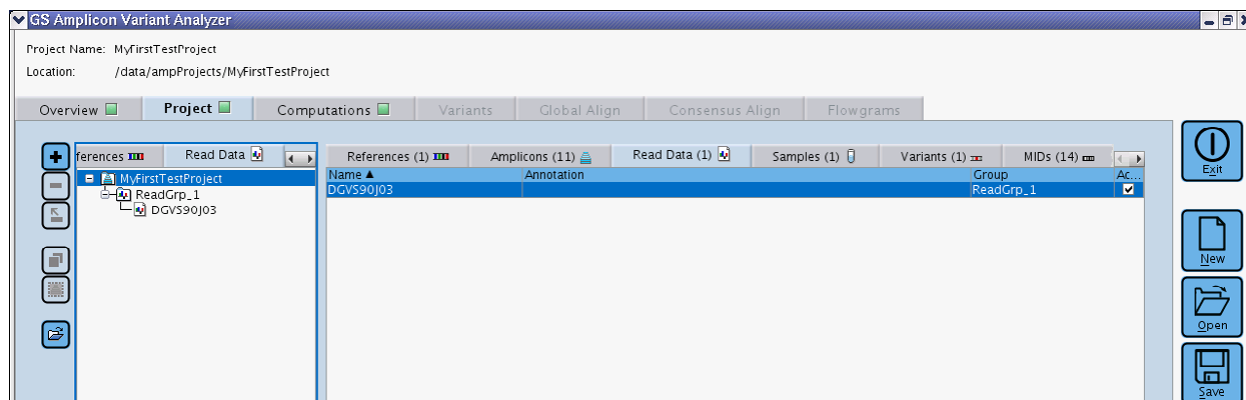 GS Amplicon Variant Analyzer
Project Name: MyFirstTestProject
Location: /data/ampProjects/MyFirstTestProject
Overview Project Computations Variants Global Align Consensus Align Flowgrams
ferences Read Data References (1) Amplicons (11) Read Data (1) Samples (1) Variants (1) MIDs (14)
Exit
MyFirstTestProject
ReadGrp_1
DGVS90J03
Name Annotation Group Ac...
DGVS90J03 ReadGrp_1
New
Open
Save